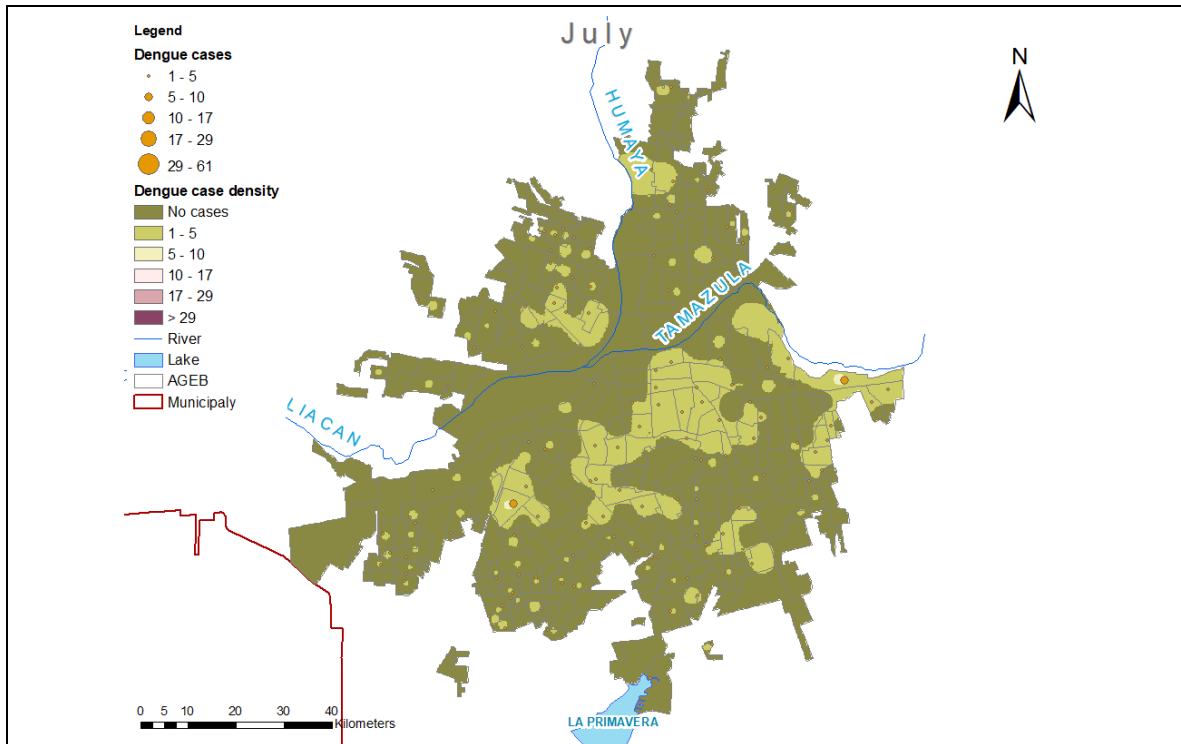 July
Legend
Dengue cases
1 - 5
5 - 10
10 - 17
17 - 29
29 - 61
Dengue case density
No cases
1 - 5
5 - 10
10 - 17
17 - 29
> 29
River
Lake
AGEB
Municipaly
N
HUMAYA
TAMAZULA
LIACAN
0 5 10 20 30 40
Kilometers
LA PRIMAVERA